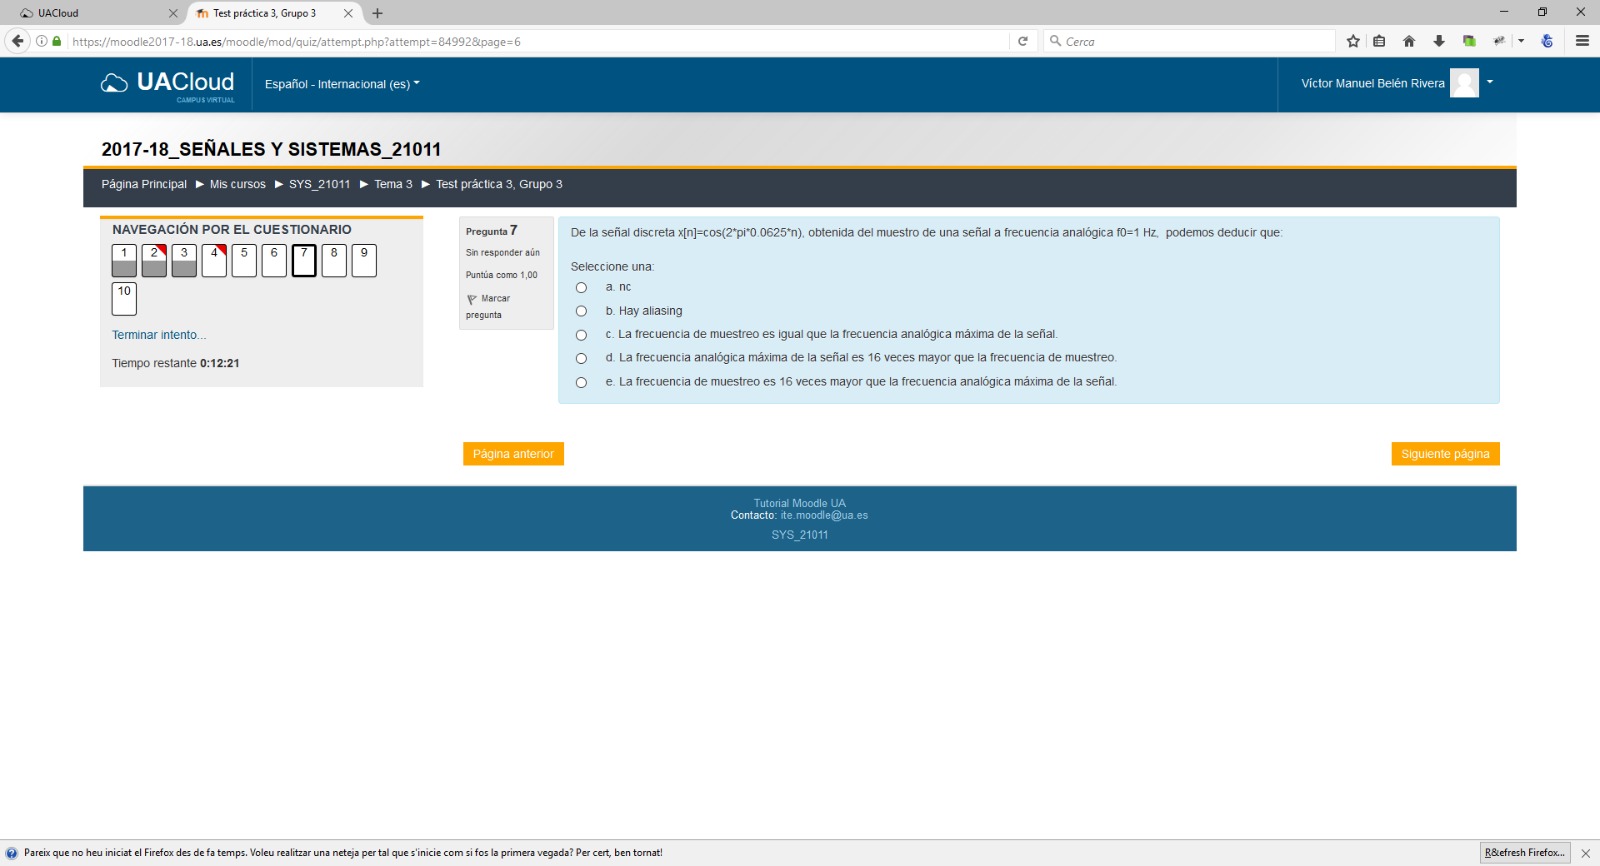 UACloud
Test práctica 3, Grupo 3
https://moodle2017-18.ua.es/moodle/mod/quiz/attempt.php?attempt=84992&page=6
Cerca
UACloud
CAMPUS VIRTUAL
Español - Internacional (es)
Víctor Manuel Belén Rivera
2017-18_SEÑALES Y SISTEMAS_21011
Página Principal ► Mis cursos ► SYS_21011 ► Tema 3 ► Test práctica 3, Grupo 3
NAVEGACIÓN POR EL CUESTIONARIO
1 2 3 4 5 6 7 8 9
10
Terminar intento...
Tiempo restante 0:12:21
Pregunta 7
Sin responder aún
Puntúa como 1,00
Marcar
pregunta
De la señal discreta x[n]=cos(2*pi*0.0625*n), obtenida del muestro de una señal a frecuencia analógica f0=1 Hz, podemos deducir que:
Seleccione una:
a. nc
b. Hay aliasing
c. La frecuencia de muestreo es igual que la frecuencia analógica máxima de la señal.
d. La frecuencia analógica máxima de la señal es 16 veces mayor que la frecuencia de muestreo.
e. La frecuencia de muestreo es 16 veces mayor que la frecuencia analógica máxima de la señal.
Página anterior
Siguiente página
Tutorial Moodle UA
Contacto: ite.moodle@ua.es
SYS_21011
Pareix que no heu iniciat el Firefox des de fa temps. Voleu realitzar una neteja per tal que s'inicie com si fos la primera vegada? Per cert, ben tornat!
R&efresh Firefox...